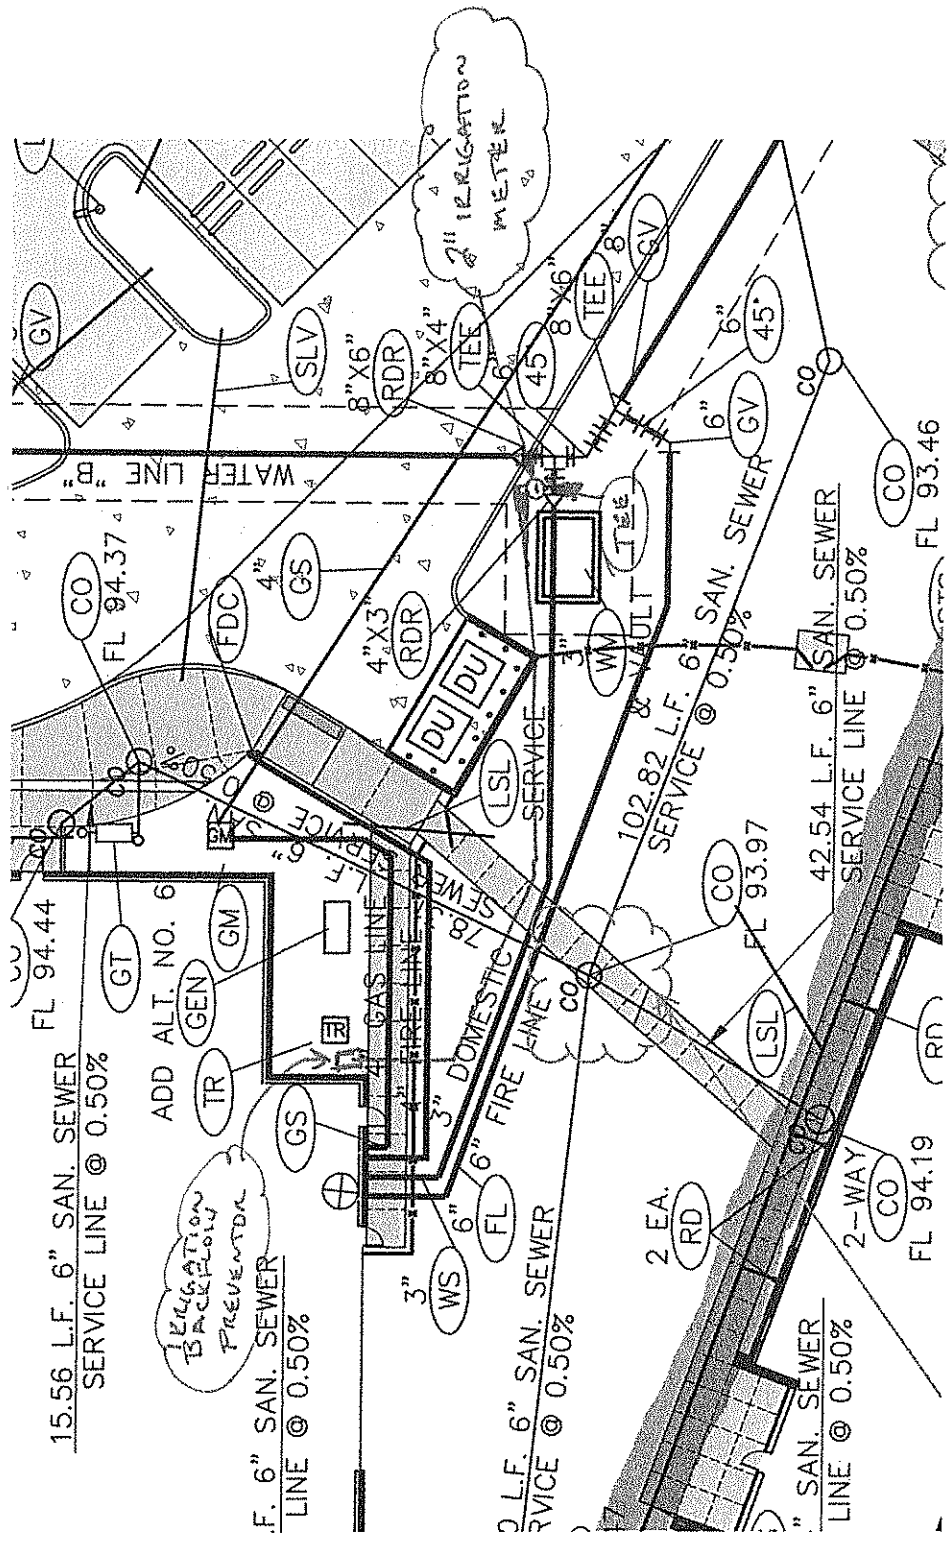 2" IRRIGATION
METER
GV
SLV
WATER LINE "B"
8"X6"
RDR
8"X4"
TEE
6"
45°
8"X6"
TEE
8"
GV
6"
45°
6"
GV
CO
CO
FL 93.46
CO
FL 94.37
FDC
4"
GS
4"X3"
RDR
TEE
3"
WM
& VAULT
DU
DU
LSL
DOMESTIC
SERVICE
102.82 L.F. 6" SAN. SEWER
SERVICE @ 0.50%
42.54 L.F. 6" SAN. SEWER
SERVICE LINE @ 0.50%
CO
FL 93.97
LSL
CO
CO
CO
FL 94.44
GT
GM
GM
ADD ALT. NO. 6
GEN
TR
TR
GS
4" GAS LINE
4" FIRE LINE
3"
6" FIRE LINE
CO
15.56 L.F. 6" SAN. SEWER
SERVICE LINE @ 0.50%
IRRIGATION
BACKFLOW
PREVENTOR
3"
WS
6"
FL
.F. 6" SAN. SEWER
LINE @ 0.50%
0 L.F. 6" SAN. SEWER
RVICE @ 0.50%
2 EA.
RD
2-WAY
CO
FL 94.19
RD
" SAN. SEWER
LINE @ 0.50%